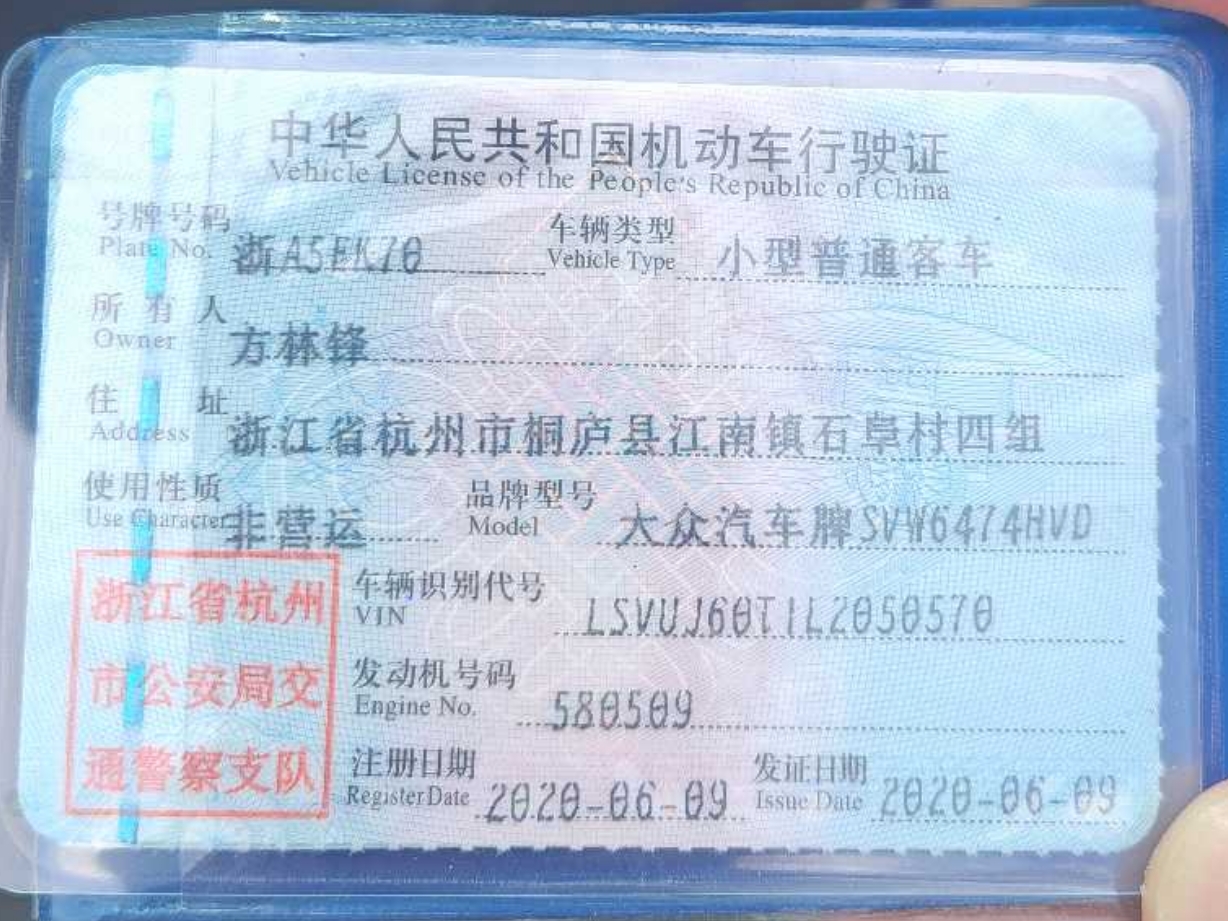 中华人民共和国机动车行驶证
Vehicle License of the People's Republic of China
号牌号码 浙A5EK70 车辆类型 小型普通客车
Plate No. Vehicle Type
所有人 方林锋
Owner
住址 浙江省杭州市桐庐县江南镇石阜村四组
Address
使用性质 非营运 品牌型号 大众汽车牌SVW6474HVD
Use Character Model
浙江省杭州
市公安局交
通警察支队
车辆识别代号 LSVUJ60T1L2050570
VIN
发动机号码 580509
Engine No.
注册日期 2020-06-09 发证日期 2020-06-09
Register Date Issue Date